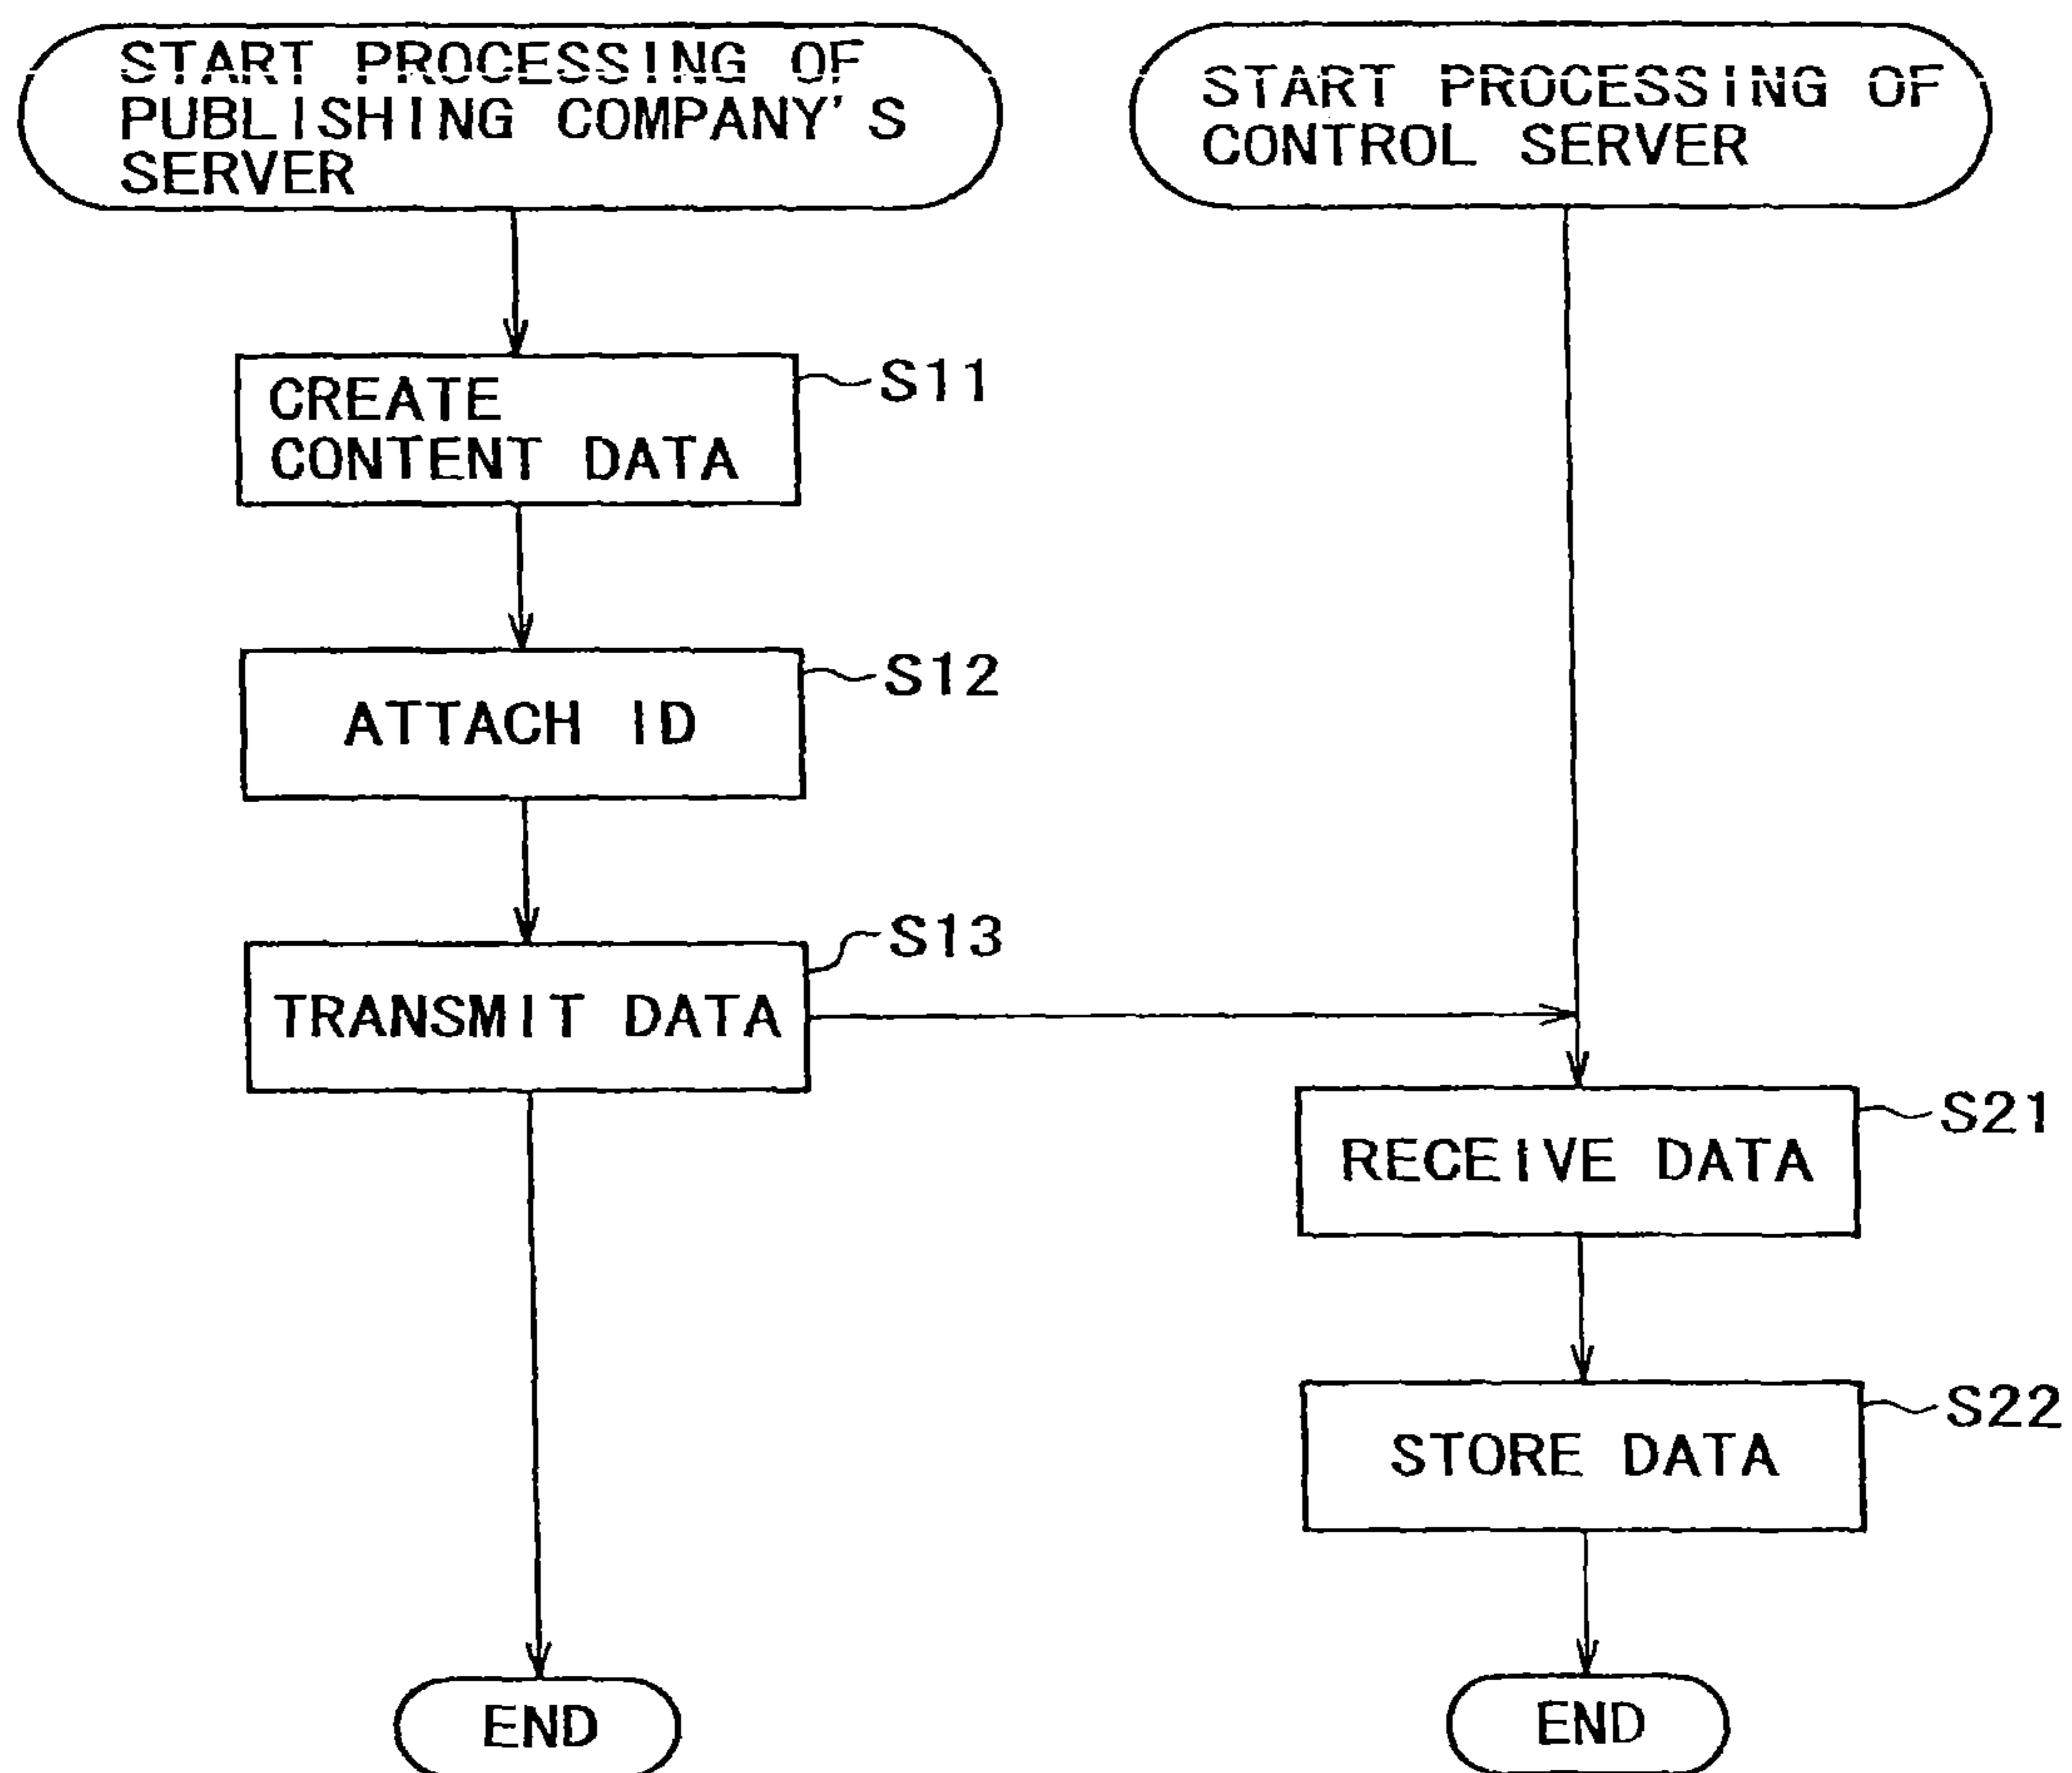 START PROCESSING OF
PUBLISHING COMPANY'S
SERVER
START PROCESSING OF
CONTROL SERVER
CREATE
CONTENT DATA
S11
ATTACH ID
S12
TRANSMIT DATA
S13
RECEIVE DATA
S21
STORE DATA
S22
END
END